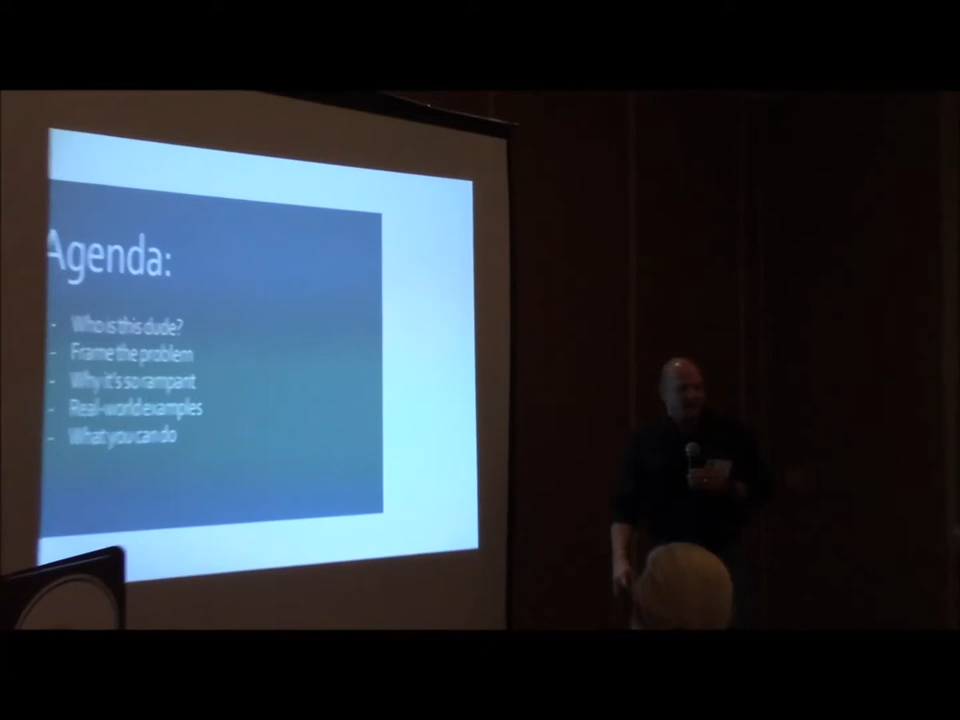 Agenda:
- Who is this dude?
- Frame the problem
- Why it's so rampant
- Real-world examples
- What you can do